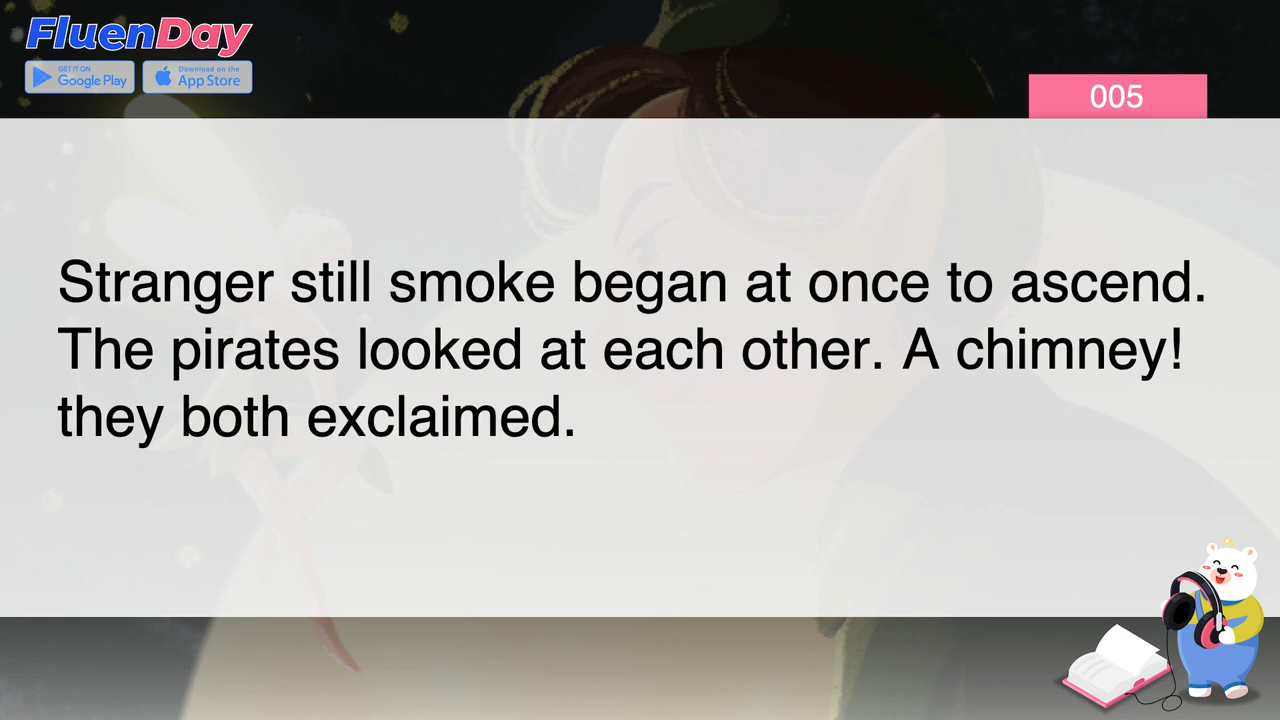 FluenDay
GET IT ON
Google Play
Download on the
App Store
005
Stranger still smoke began at once to ascend.
The pirates looked at each other. A chimney!
they both exclaimed.